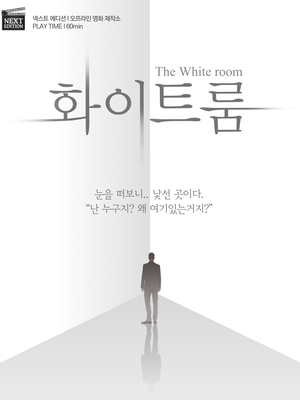 NEXT EDITION
넥스트 에디션 | 오프라인 영화 제작소
PLAY TIME | 60min
The White room
화이트룸
눈을 떠보니.. 낯선 곳이다.
“난 누구지? 왜 여기있는거지?”